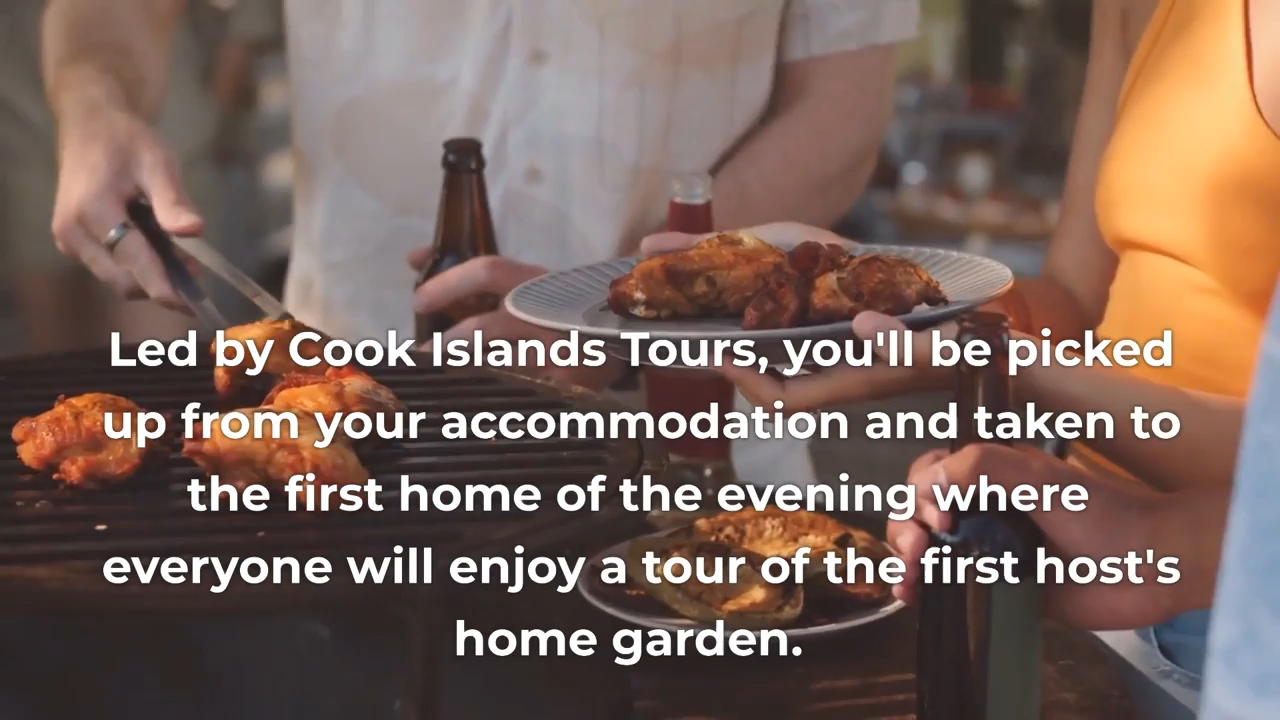 Led by Cook Islands Tours, you'll be picked
up from your accommodation and taken to
the first home of the evening where
everyone will enjoy a tour of the first host's
home garden.